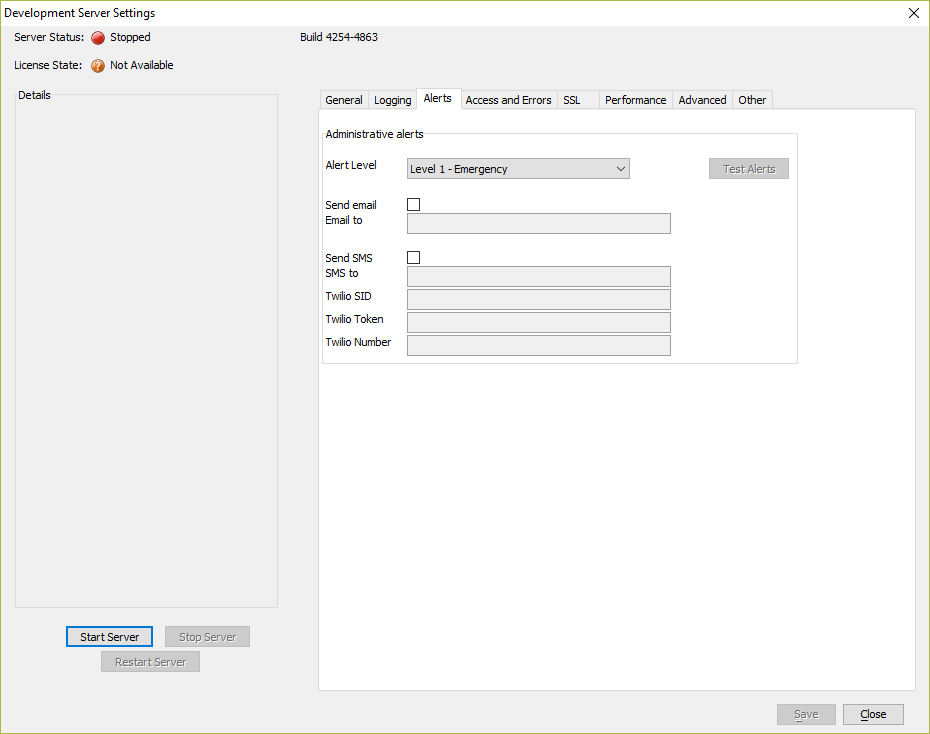 Development Server Settings
Server Status: Stopped
Build 4254-4863
License State: ? Not Available
Details
General Logging Alerts Access and Errors SSL Performance Advanced Other
Administrative alerts
Alert Level Level 1 - Emergency Test Alerts
Send email
Email to
Send SMS
SMS to
Twilio SID
Twilio Token
Twilio Number
Start Server Stop Server
Restart Server
Save Close